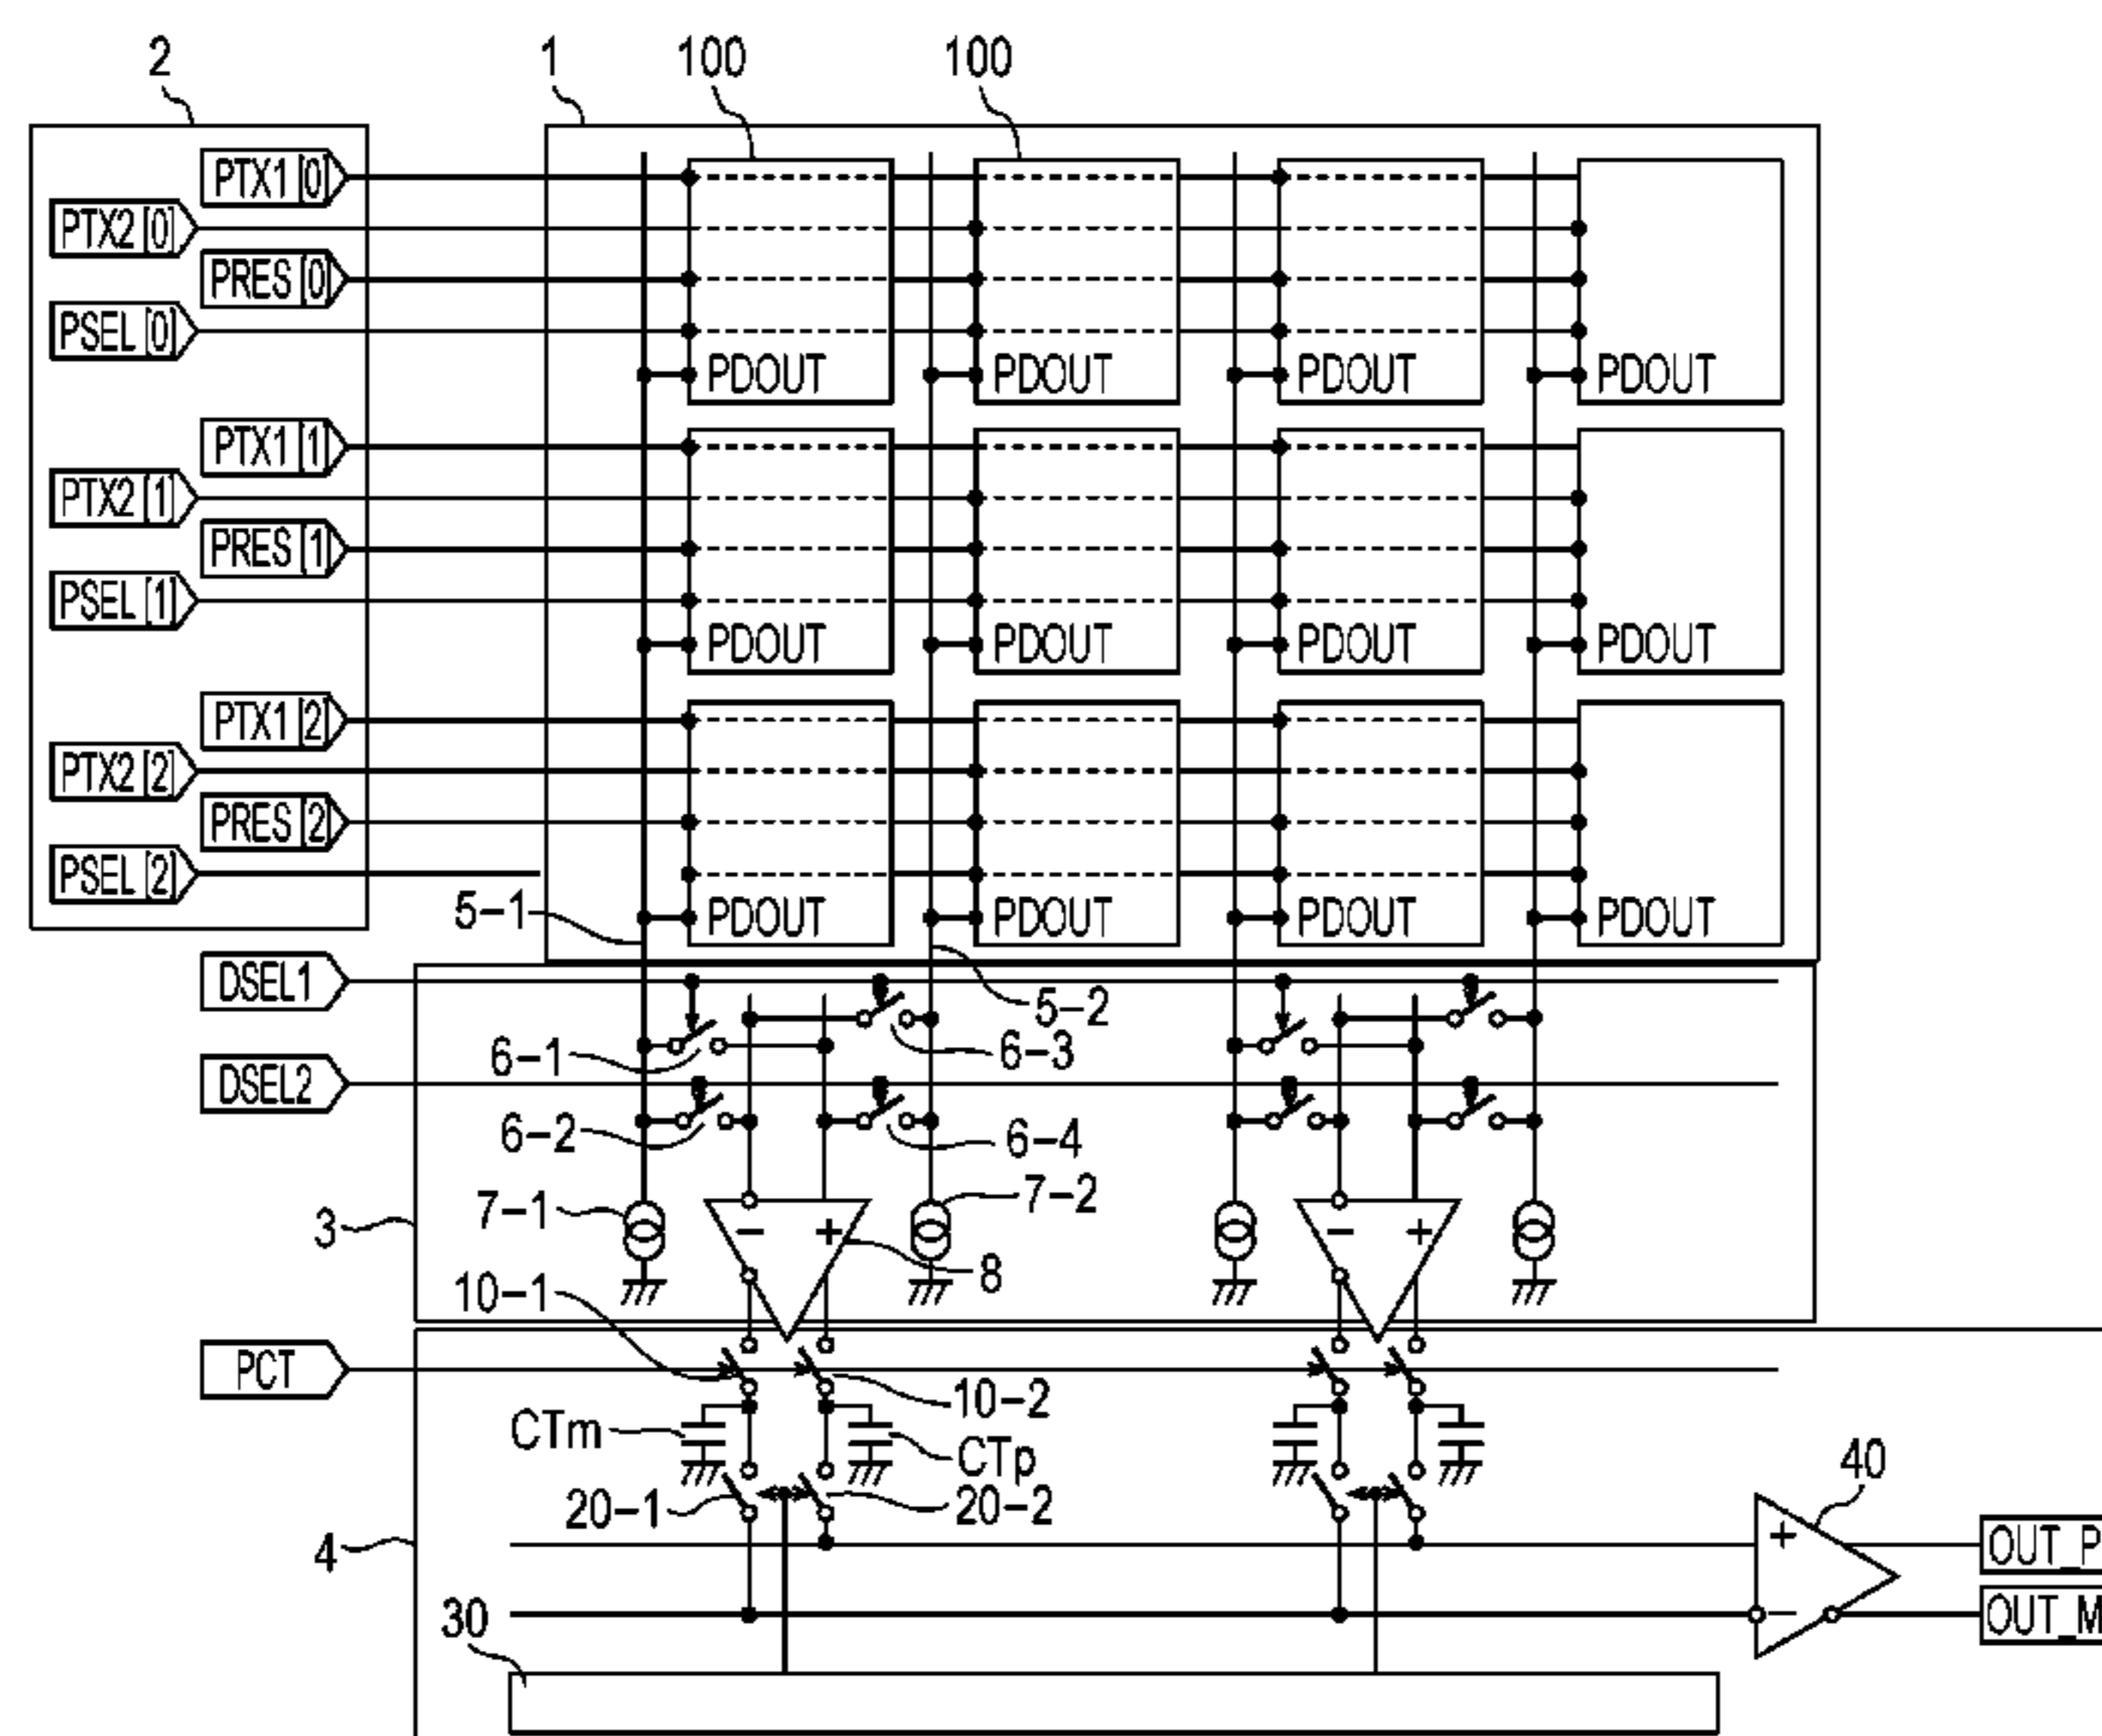 2
1
100
100
PTX1 [0]
PTX2 [0]
PRES [0]
PSEL [0]
PDOUT
PDOUT
PDOUT
PDOUT
PTX1 [1]
PTX2 [1]
PRES [1]
PSEL [1]
PDOUT
PDOUT
PDOUT
PDOUT
PTX1 [2]
PTX2 [2]
PRES [2]
PSEL [2]
5-1
PDOUT
PDOUT
PDOUT
PDOUT
DSEL1
5-2
6-1
6-3
DSEL2
6-2
6-4
7-1
7-2
3
-
+
8
-
+
10-1
PCT
10-2
CTm
CTp
20-1
20-2
40
4
+
OUT_P
30
-
OUT_M